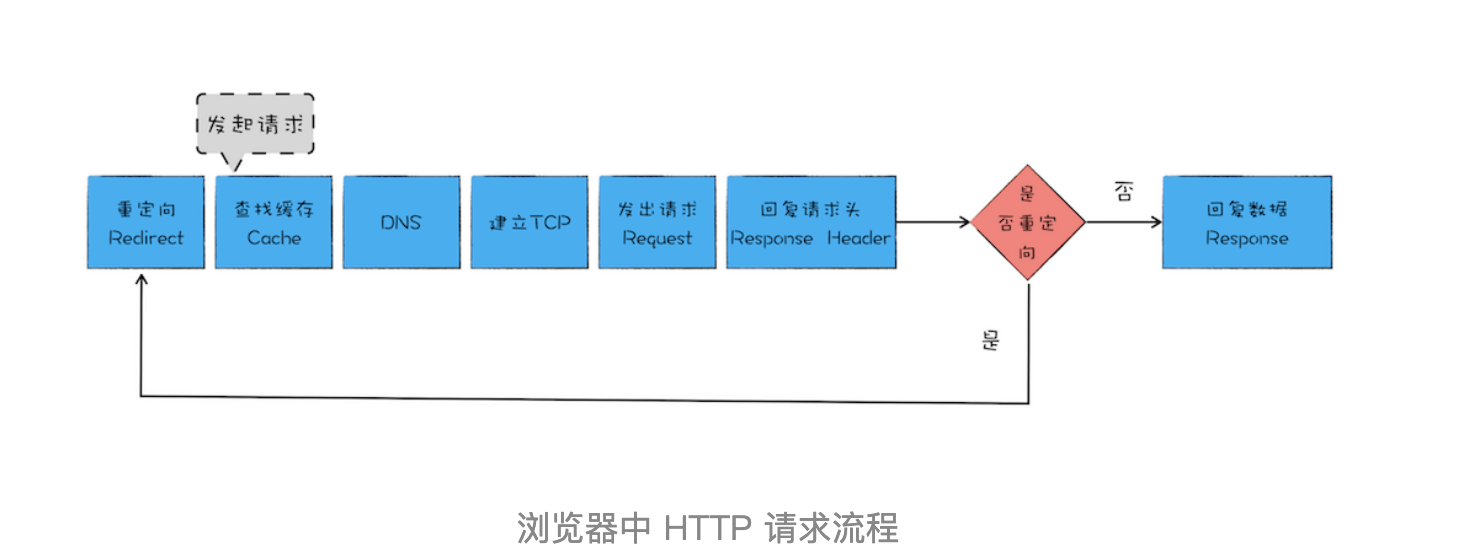 发起请求
重定向
Redirect
查找缓存
Cache
DNS
建立TCP
发出请求
Request
回复请求头
Response Header
是
否重定
向
否
回复数据
Response
是
浏览器中 HTTP 请求流程